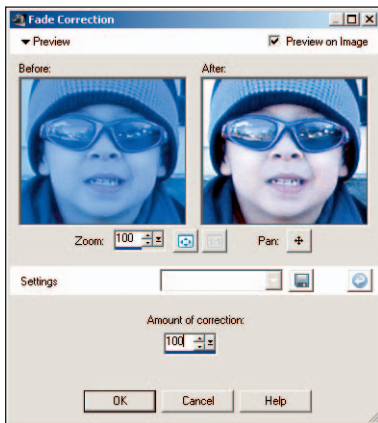 Fade Correction
Preview
Preview on Image
Before:
After:
Zoom: 100
Pan:
Settings
Amount of correction:
100
OK Cancel Help